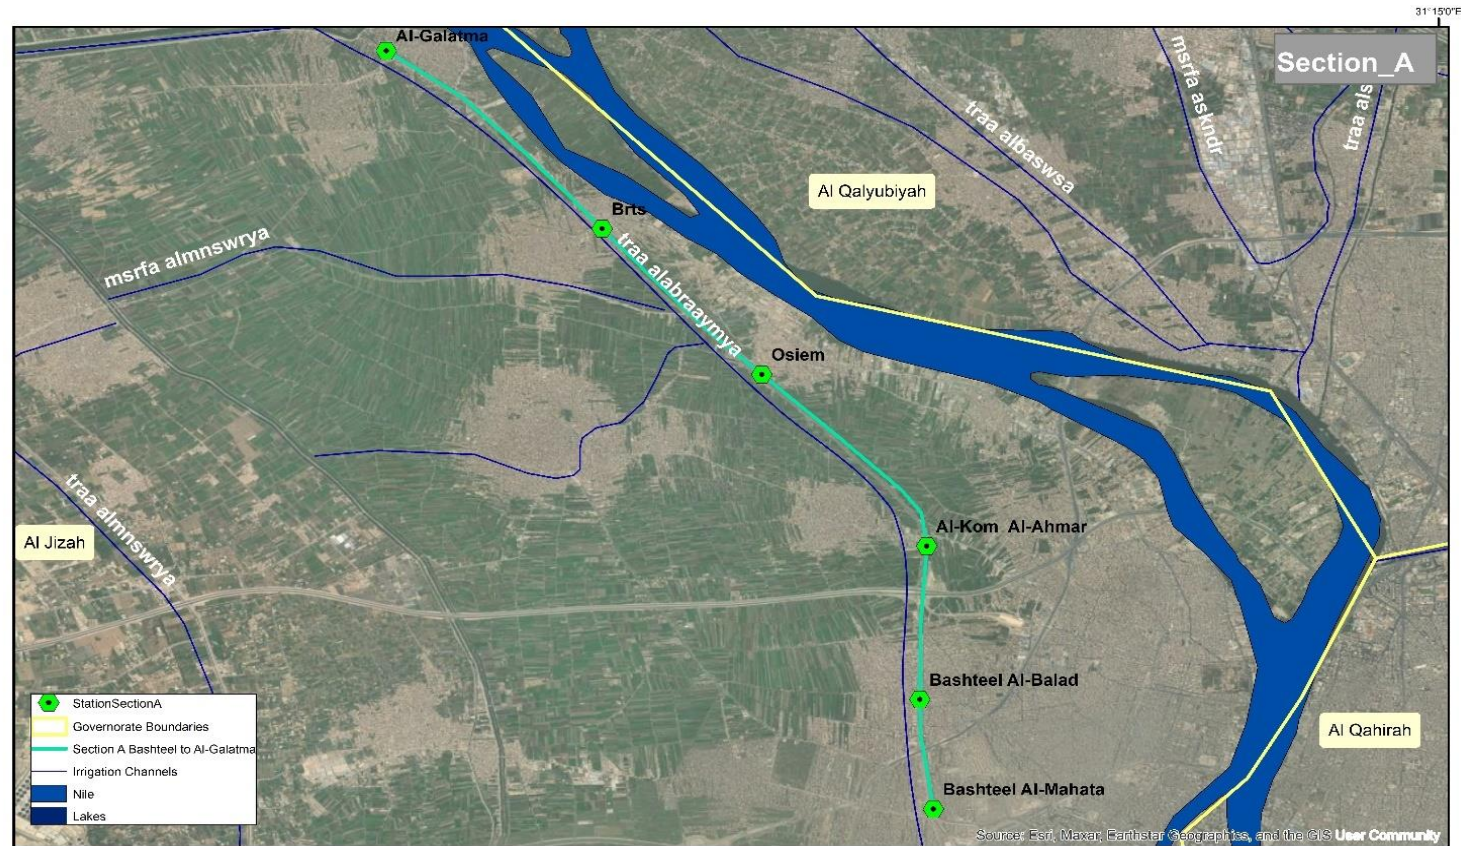 31°15'0"E
Section_A
Al-Galatma
msrfa askndr
traa als
traa albaswsa
Al Qalyubiyah
Brts
msrfa almnswrya
traa alabraaymya
Osiem
Al-Kom Al-Ahmar
Al Jizah
traa almnswrya
Bashteel Al-Balad
Al Qahirah
Bashteel Al-Mahata
StationSectionA
Governorate Boundaries
Section A Bashteel to Al-Galatma
Irrigation Channels
Nile
Lakes
Source: Esri, Maxar, Earthstar Geographics, and the GIS User Community